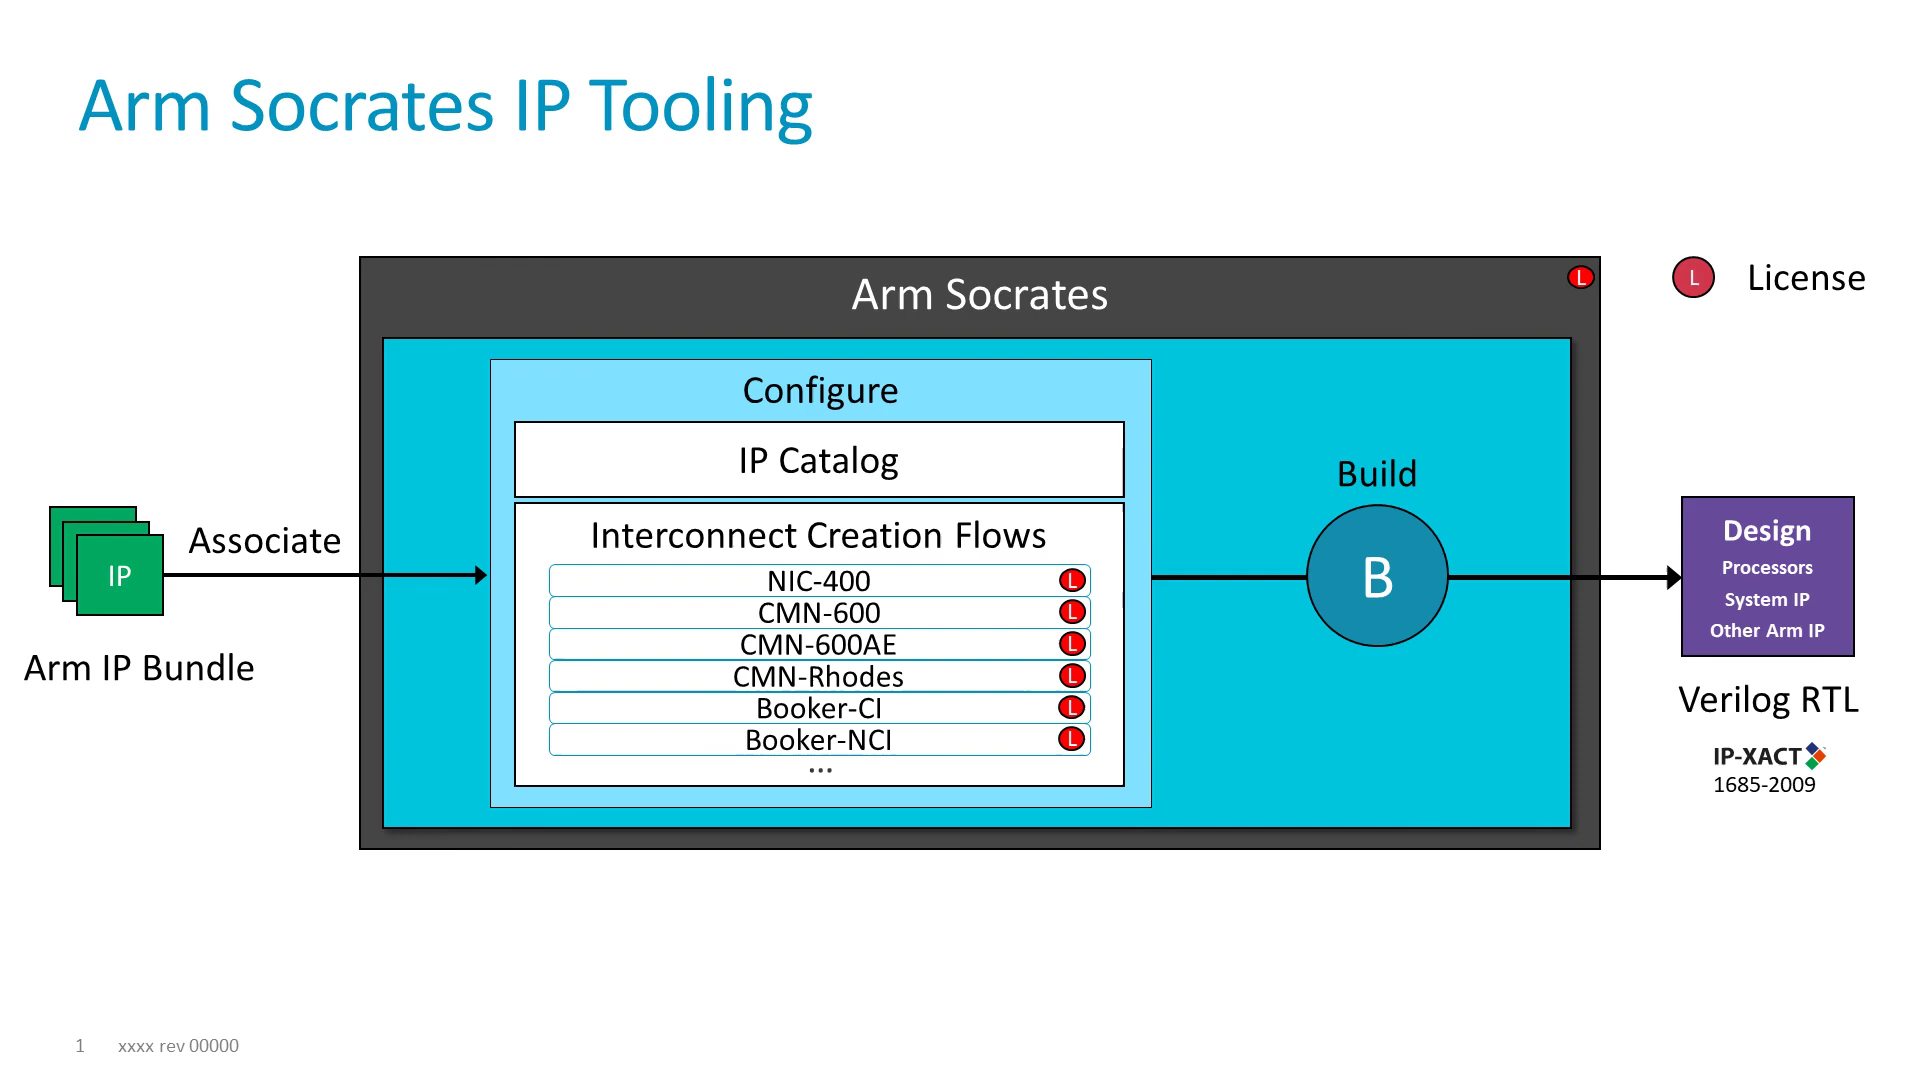 Arm Socrates IP Tooling
Arm Socrates
L
L
License
Configure
IP Catalog
Interconnect Creation Flows
NIC-400
L
CMN-600
L
CMN-600AE
L
CMN-Rhodes
L
Booker-CI
L
Booker-NCI
L
...
IP
Associate
Arm IP Bundle
Build
B
Design
Processors
System IP
Other Arm IP
Verilog RTL
IP-XACT
1685-2009
1
xxxx rev 00000